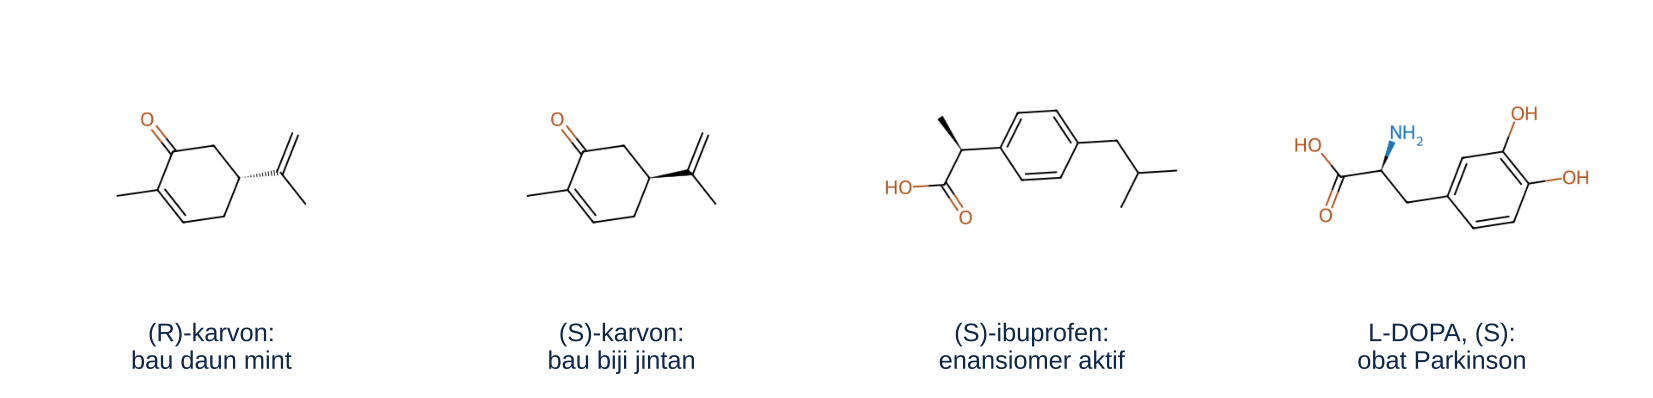 O
O
HO
O
HO
O
NH2
OH
OH
(R)-karvon:
bau daun mint
(S)-karvon:
bau biji jintan
(S)-ibuprofen:
enansiomer aktif
L-DOPA, (S):
obat Parkinson